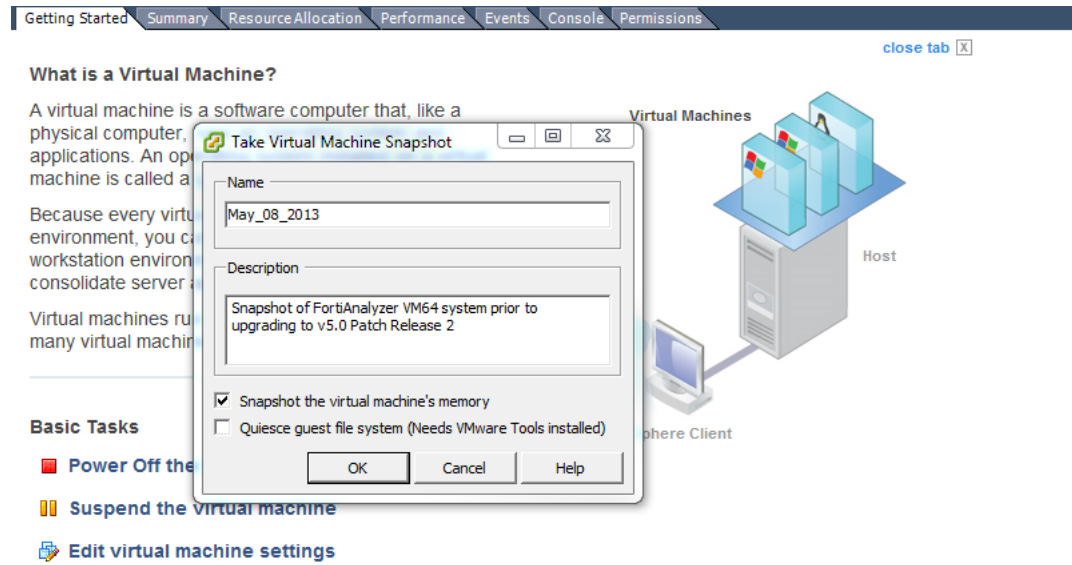 Getting Started Summary Resource Allocation Performance Events Console Permissions
close tab X
What is a Virtual Machine?
A virtual machine is a software computer that, like a
physical computer,
applications. An ope
machine is called a
Because every virtu
environment, you ca
workstation environ
consolidate server a
Virtual machines ru
many virtual machin
Basic Tasks
Power Off the
Suspend the virtual machine
Edit virtual machine settings
Take Virtual Machine Snapshot
Name
May_08_2013
Description
Snapshot of FortiAnalyzer VM64 system prior to
upgrading to v5.0 Patch Release 2
Snapshot the virtual machine's memory
Quiesce guest file system (Needs VMware Tools installed)
OK Cancel Help
Virtual Machines
Host
phere Client